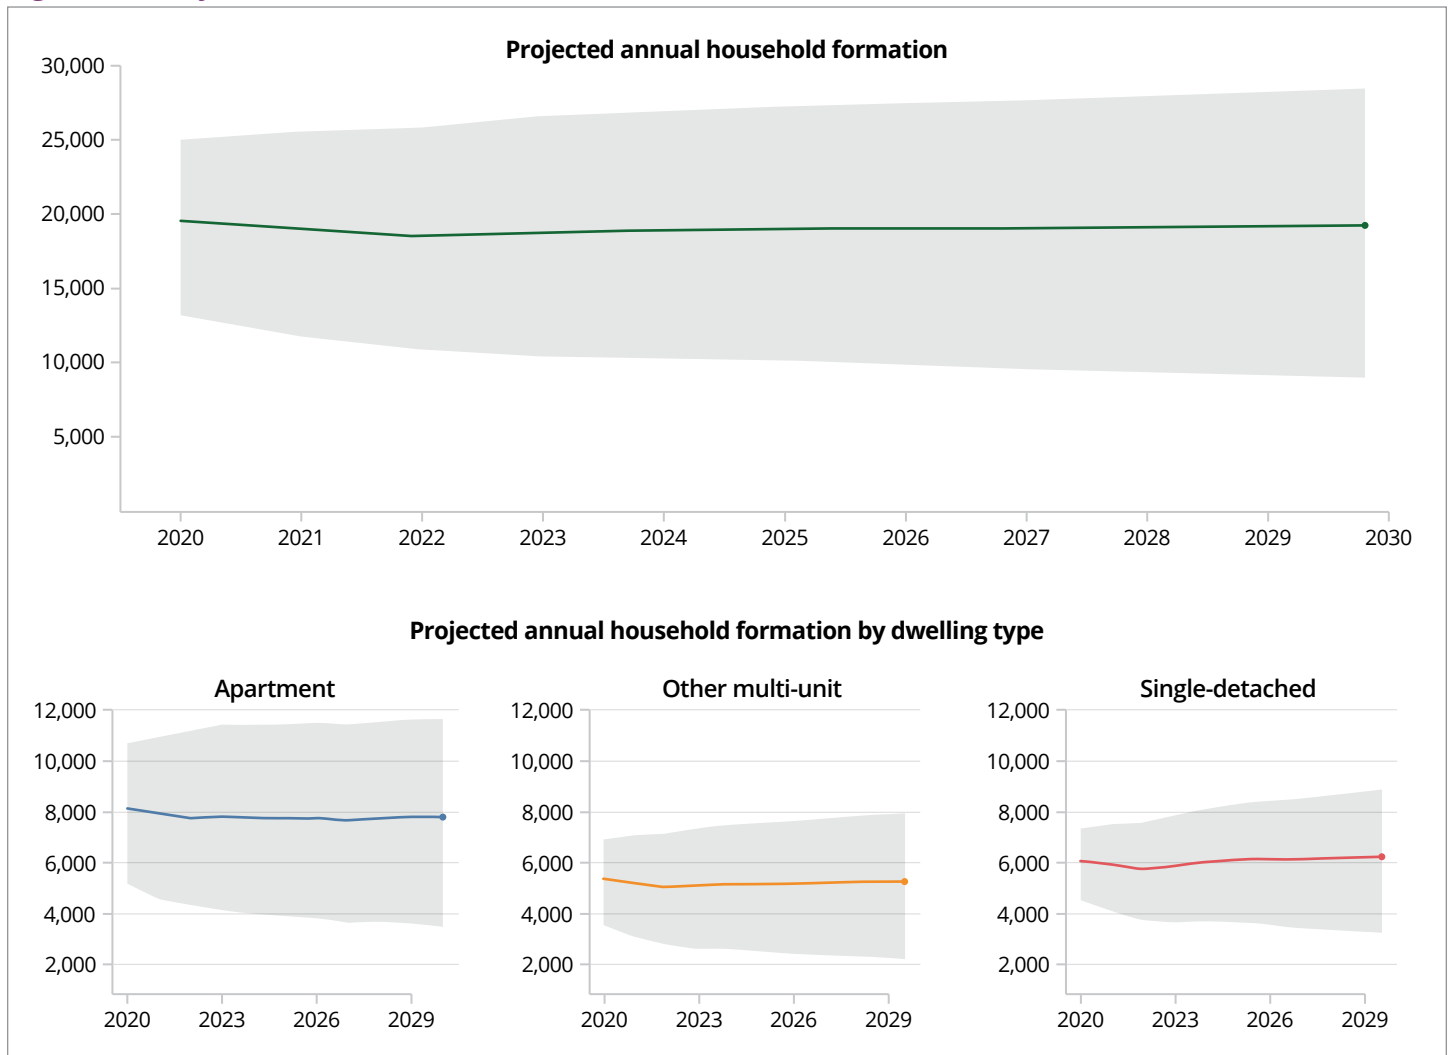 Projected annual household formation
30,000
25,000
20,000
15,000
10,000
5,000
2020 2021 2022 2023 2024 2025 2026 2027 2028 2029 2030
Projected annual household formation by dwelling type
Apartment
12,000
10,000
8,000
6,000
4,000
2,000
2020 2023 2026 2029
Other multi-unit
12,000
10,000
8,000
6,000
4,000
2,000
2020 2023 2026 2029
Single-detached
12,000
10,000
8,000
6,000
4,000
2,000
2020 2023 2026 2029